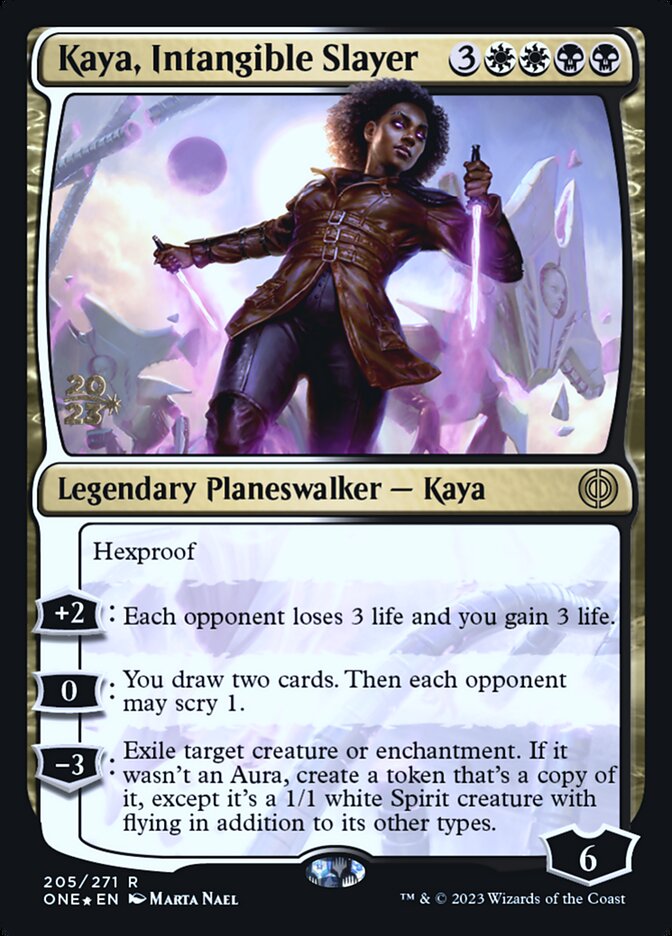 Kaya, Intangible Slayer 3
20
23
Legendary Planeswalker — Kaya
Hexproof
+2: Each opponent loses 3 life and you gain 3 life.
0: You draw two cards. Then each opponent
may scry 1.
−3: Exile target creature or enchantment. If it
wasn't an Aura, create a token that's a copy of
it, except it's a 1/1 white Spirit creature with
flying in addition to its other types.
6
205/271 R
ONE★EN Marta Nael
™ & © 2023 Wizards of the Coast